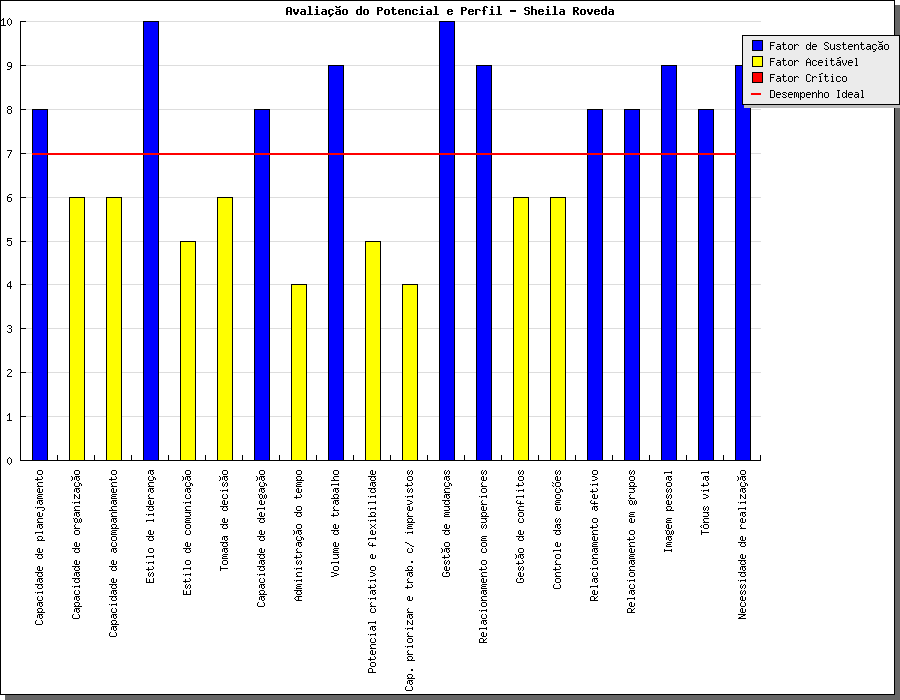 Avaliação do Potencial e Perfil - Sheila Roveda
Fator de Sustentação
Fator Aceitável
Fator Crítico
Desempenho Ideal
10
9
8
7
6
5
4
3
2
1
0
Capacidade de planejamento
Capacidade de organização
Capacidade de acompanhamento
Estilo de liderança
Estilo de comunicação
Tomada de decisão
Capacidade de delegação
Administração do tempo
Volume de trabalho
Potencial criativo e flexibilidade
Cap. priorizar e trab. c/ imprevistos
Gestão de mudanças
Relacionamento com superiores
Gestão de conflitos
Controle das emoções
Relacionamento afetivo
Relacionamento em grupos
Imagem pessoal
Tônus vital
Necessidade de realização